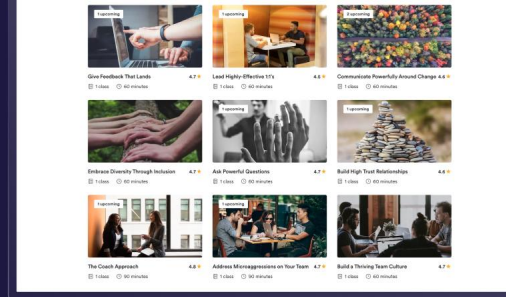 1 upcoming
1 upcoming
upcoming
Give Feedback That Lands 4.7
Lead Highly-Effective 1:1's 4.6
Communicate Powerfully Around Change 4.6
1 class 60 minutes
1 class 60 minutes
1 class 60 minutes
1 upcoming
1 upcoming
Embrace Diversity Through Inclusion 4.7
Ask Powerful Questions 4.7
Build High Trust Relationships 4.6
1 class 60 minutes
1 class 60 minutes
1 class 60 minutes
1 upcoming
1 upcoming
The Coach Approach 4.8
Address Microaggressions on Your Team 4.7
Build a Thriving Team Culture 4.7
1 class 90 minutes
1 class 90 minutes
1 class 60 minutes